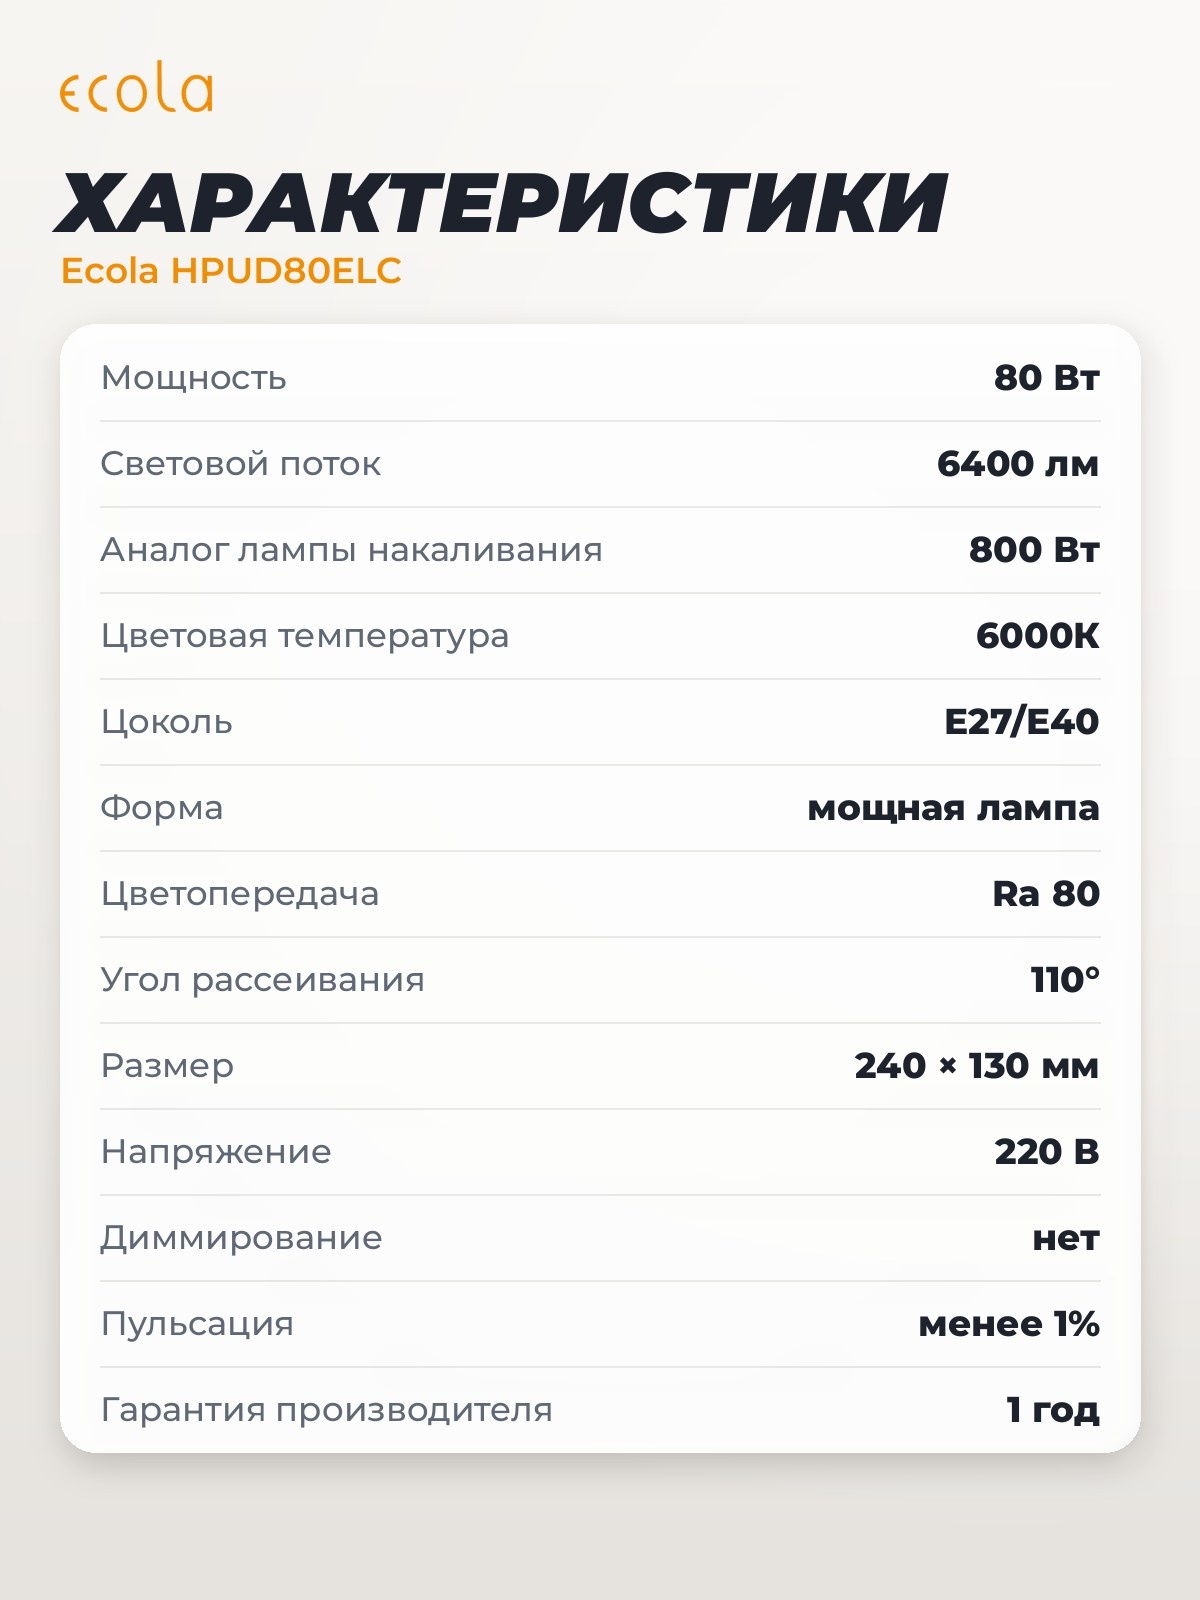 ecola
ХАРАКТЕРИСТИКИ
Ecola HPUD80ELC
Мощность 80 Вт
Световой поток 6400 лм
Аналог лампы накаливания 800 Вт
Цветовая температура 6000К
Цоколь E27/E40
Форма мощная лампа
Цветопередача Ra 80
Угол рассеивания 110°
Размер 240 × 130 мм
Напряжение 220 В
Диммирование нет
Пульсация менее 1%
Гарантия производителя 1 год